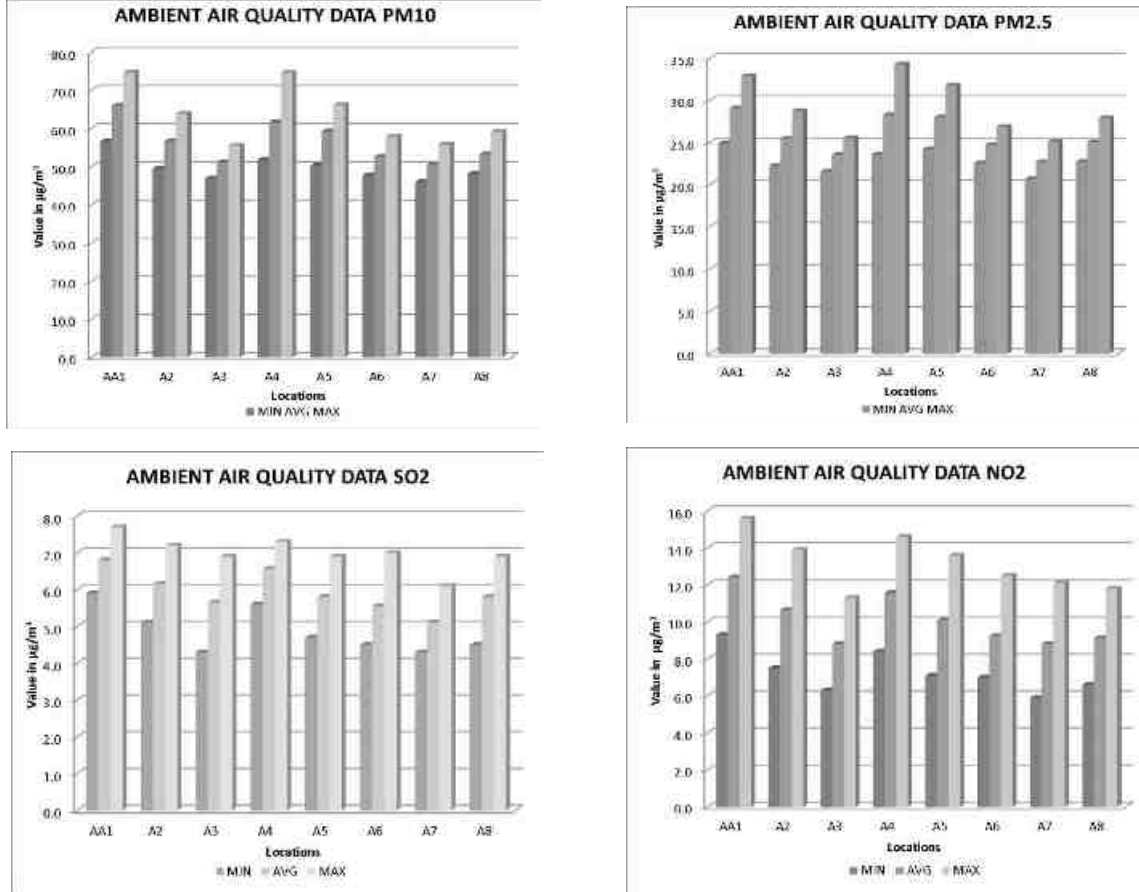 AMBIENT AIR QUALITY DATA PM10
Value in µg/m³
80.0
70.0
60.0
50.0
40.0
30.0
20.0
10.0
0.0
AA1 A2 A3 A4 A5 A6 A7 A8
Locations
MIN AVG MAX
AMBIENT AIR QUALITY DATA PM2.5
Value in µg/m³
35.0
30.0
25.0
20.0
15.0
10.0
5.0
0.0
AA1 A2 A3 A4 A5 A6 A7 A8
Locations
MIN AVG MAX
AMBIENT AIR QUALITY DATA SO2
Value in µg/m³
8.0
7.0
6.0
5.0
4.0
3.0
2.0
1.0
0.0
AA1 A2 A3 A4 A5 A6 A7 A8
Locations
MIN AVG MAX
AMBIENT AIR QUALITY DATA NO2
Value in µg/m³
16.0
14.0
12.0
10.0
8.0
6.0
4.0
2.0
0.0
AA1 A2 A3 A4 A5 A6 A7 A8
Locations
MIN AVG MAX